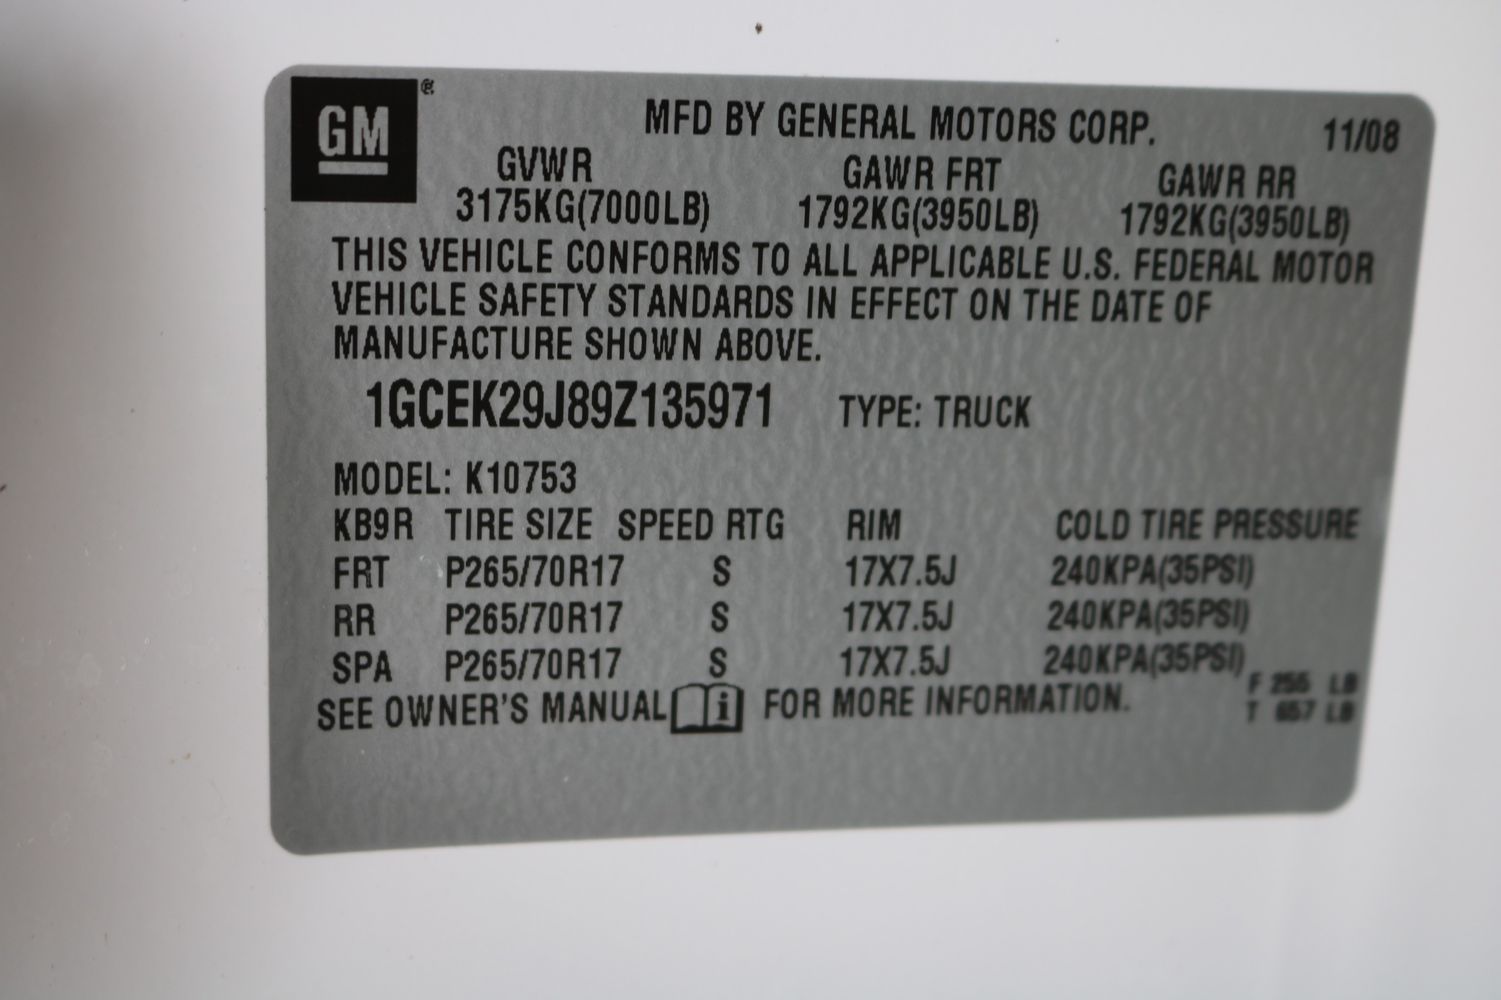 GM®
MFD BY GENERAL MOTORS CORP. 11/08
GVWR GAWR FRT GAWR RR
3175KG(7000LB) 1792KG(3950LB) 1792KG(3950LB)
THIS VEHICLE CONFORMS TO ALL APPLICABLE U.S. FEDERAL MOTOR
VEHICLE SAFETY STANDARDS IN EFFECT ON THE DATE OF
MANUFACTURE SHOWN ABOVE.
1GCEK29J89Z135971 TYPE: TRUCK
MODEL: K10753
KB9R TIRE SIZE SPEED RTG RIM COLD TIRE PRESSURE
FRT P265/70R17 S 17X7.5J 240KPA(35PSI)
RR P265/70R17 S 17X7.5J 240KPA(35PSI)
SPA P265/70R17 S 17X7.5J 240KPA(35PSI)
SEE OWNER'S MANUAL i FOR MORE INFORMATION.
F LB
T LB